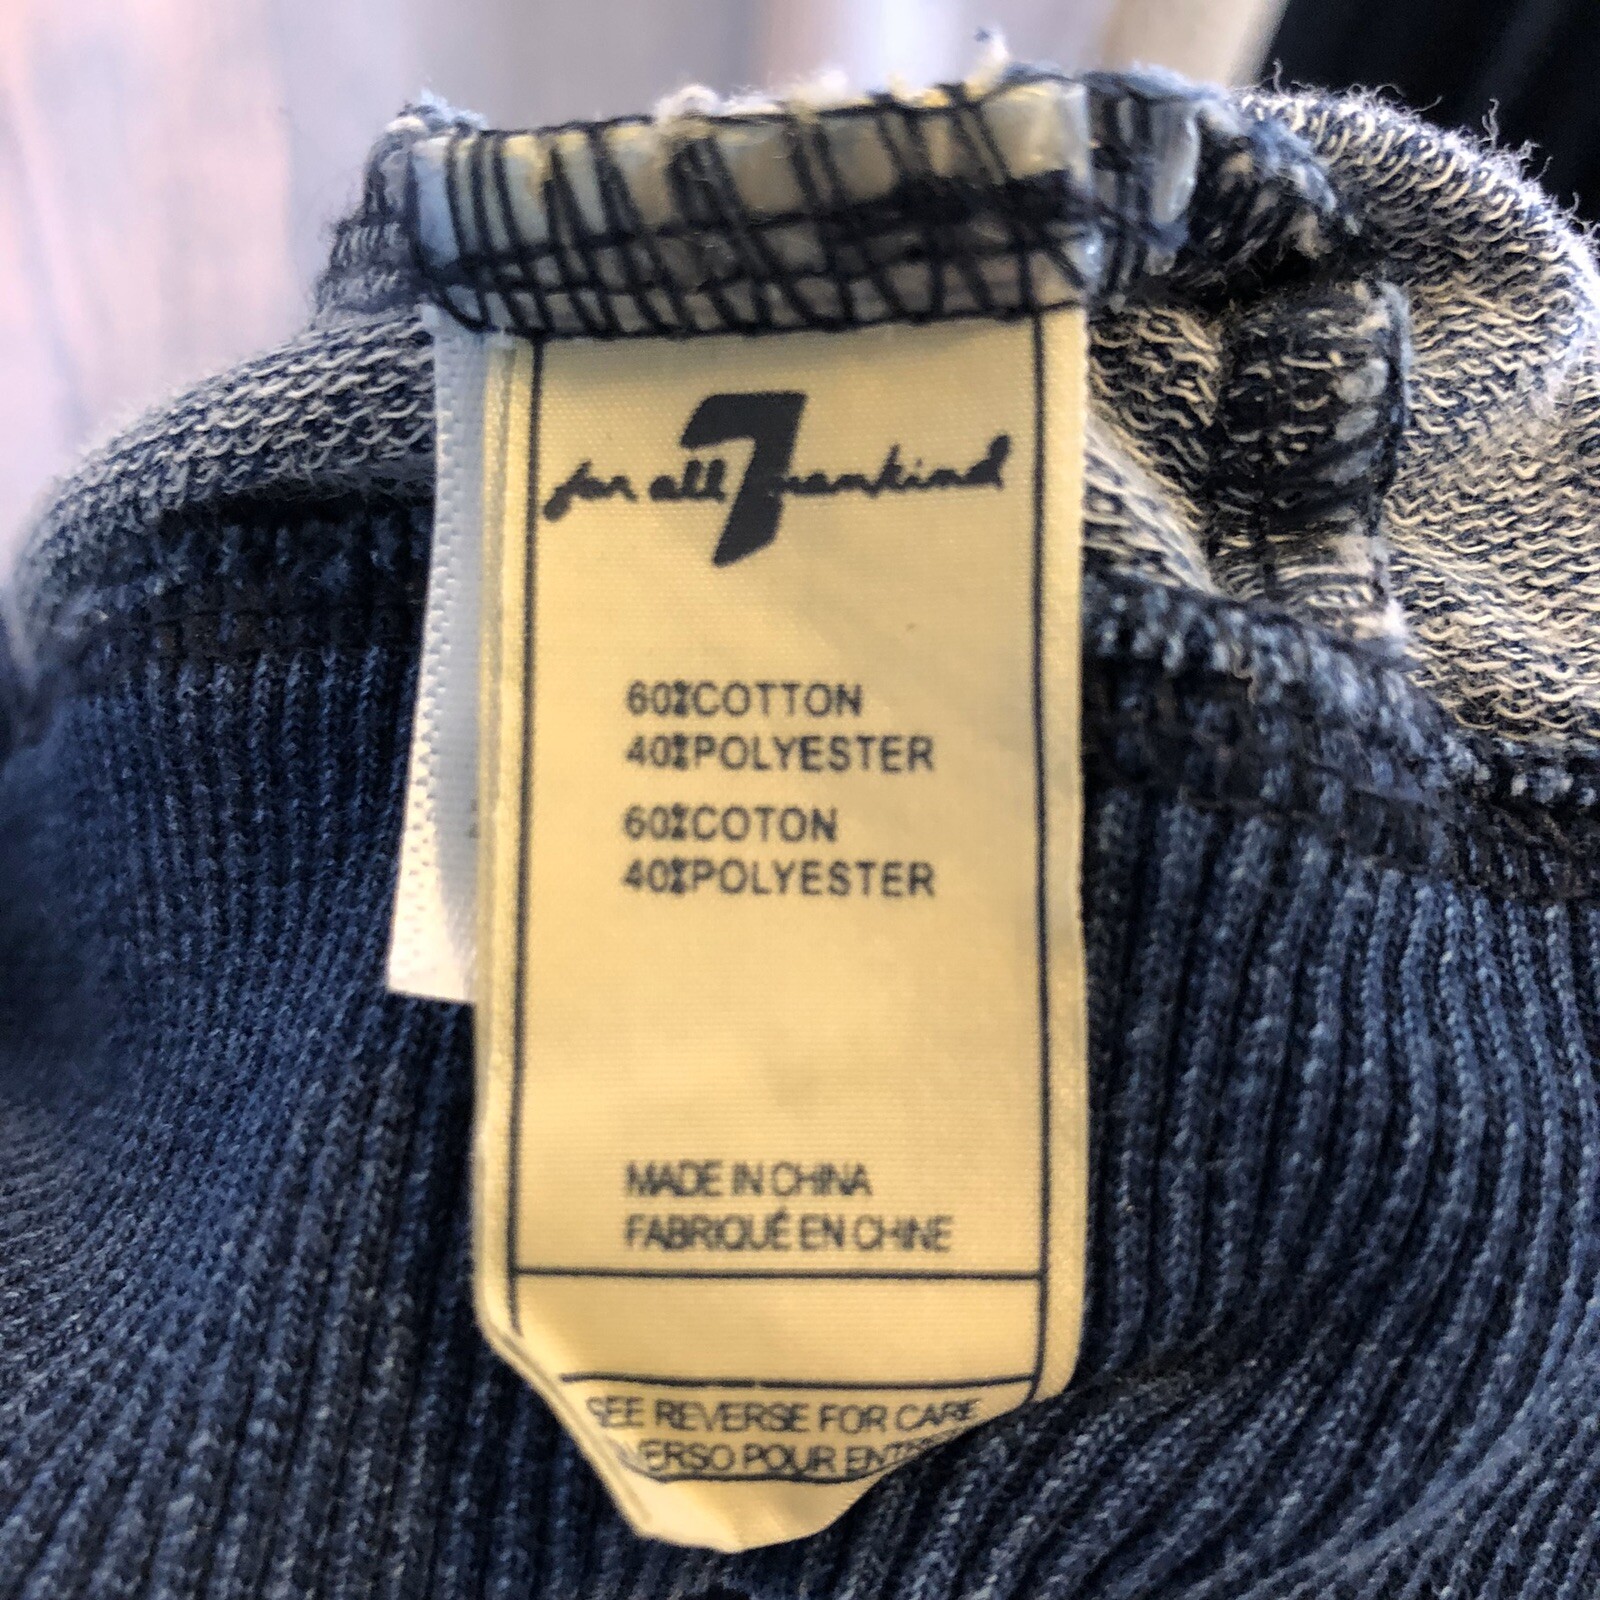 for all 7 mankind
60%COTTON
40%POLYESTER
60%COTON
40%POLYESTER
MADE IN CHINA
FABRIQUÉ EN CHINE
SEE REVERSE FOR CARE
POUR